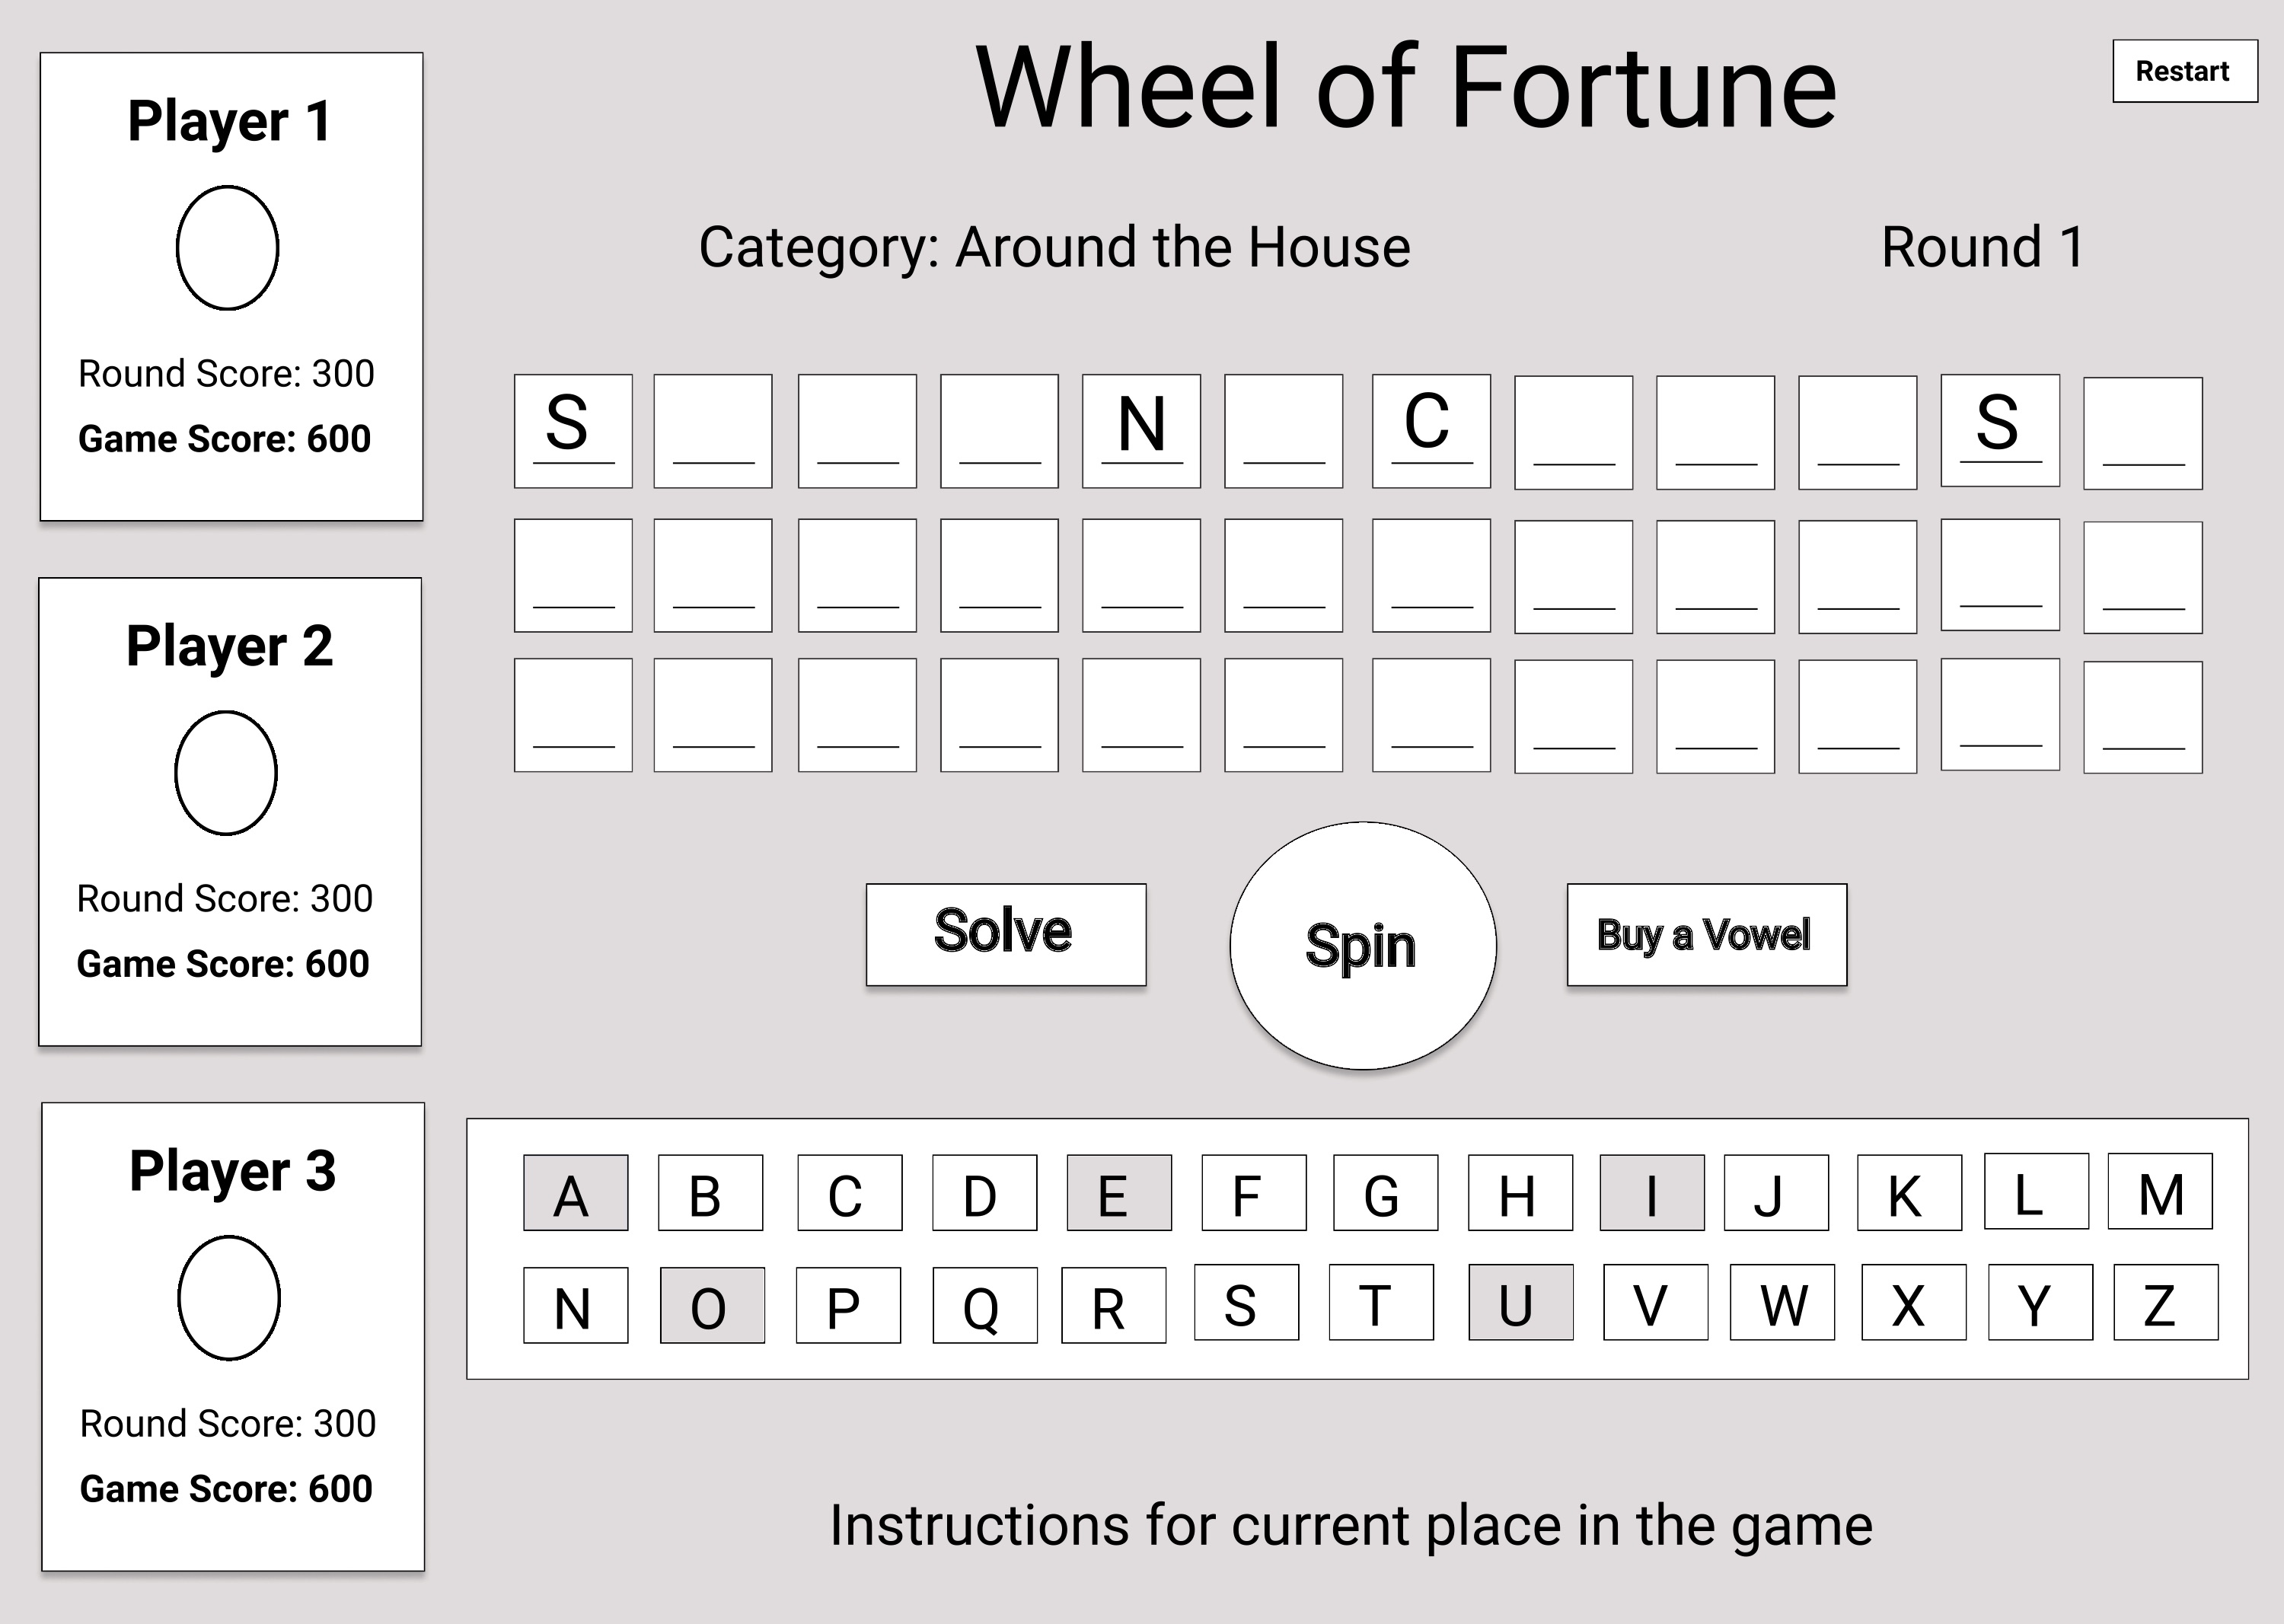 Wheel of Fortune
Restart
Category: Around the House
Round 1
Player 1
Round Score: 300
Game Score: 600
Player 2
Round Score: 300
Game Score: 600
Player 3
Round Score: 300
Game Score: 600
S N C S
Solve
Spin
Buy a Vowel
A B C D E F G H I J K L M
N O P Q R S T U V W X Y Z
Instructions for current place in the game